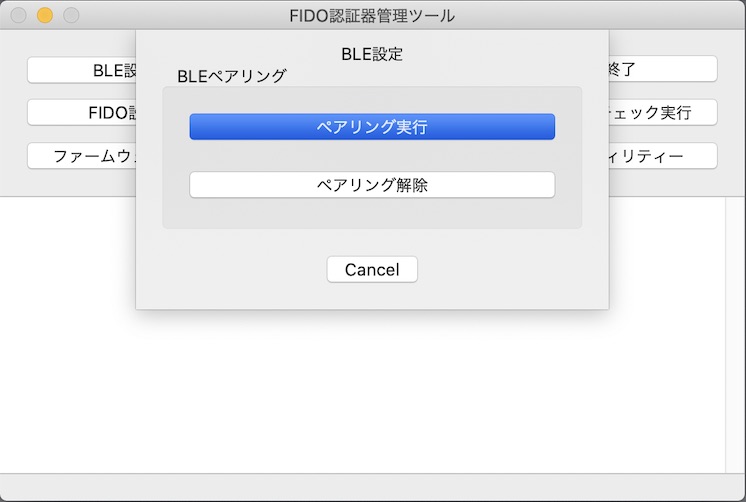 FIDO認証器管理ツール
BLE設定
BLEペアリング
ペアリング実行
ペアリング解除
Cancel
BLE設
終了
FIDO認
ェック実行
ファームウ
ィリティー